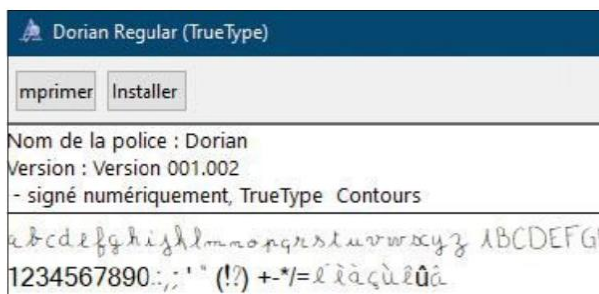 Dorian Regular (TrueType)
mprimer Installer
Nom de la police : Dorian
Version : Version 001.002
- signé numériquement, TrueType Contours
abcdefghijklmnopqrstuvwxyz ABCDEFG
1234567890.:,; ' " (!?) +-*/= é è à ç ù ê û â